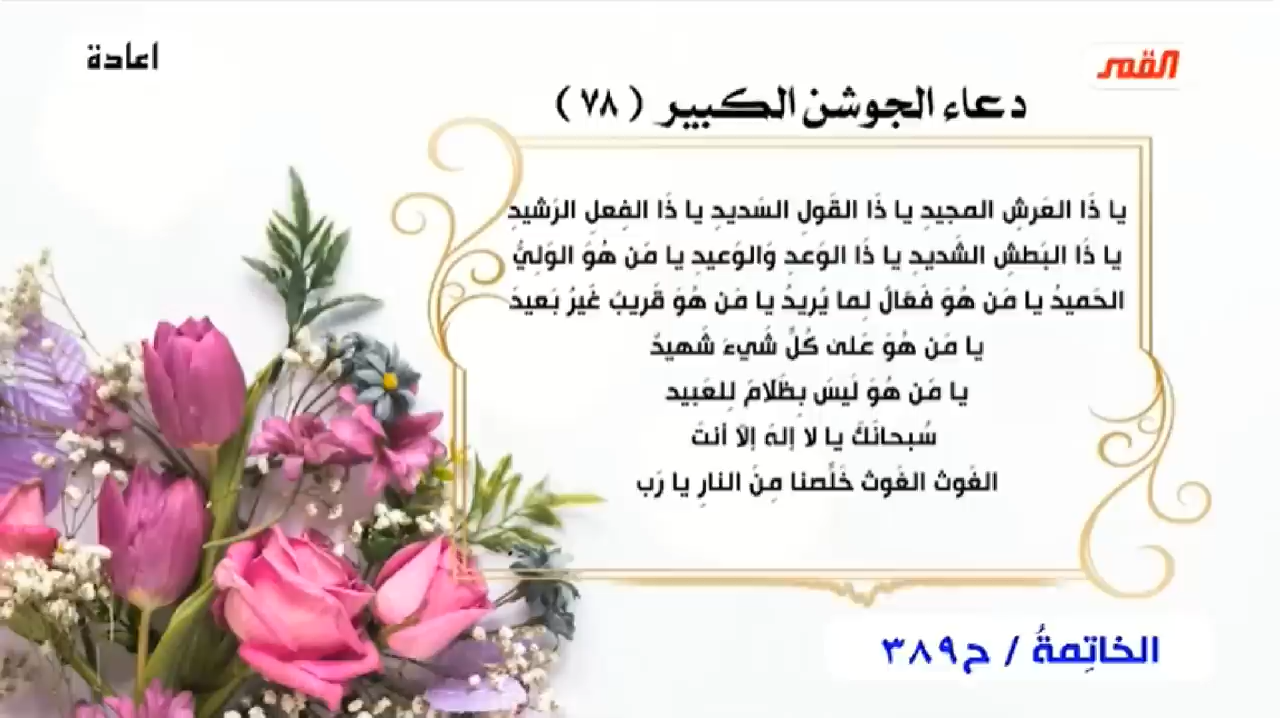 اعادة
القمر
دعاء الجوشن الكبير (٧٨)
يا ذَا العَرشِ المجيدِ يا ذَا القَولِ السَديدِ يا ذَا الفِعلِ الرَشيدِ
يا ذَا البَطشِ الشَديدِ يا ذَا الوَعدِ وَالوَعيدِ يا مَن هُوَ الوَلِيُّ
الحَميدُ يا مَن هُوَ فَعَالٌ لِما يُريدُ يا مَن هُوَ قَريبٌ غَيرُ بَعيدَ
يا مَن هُوَ عَلىٰ كُلِّ شَيءَ شَهيدٌ
يا مَن هُوَ لَيسَ بِظَلامَ لِلعَبيد
سُبحانَكَ يا لا إلهَ إلّا أنتَ
الغَوثَ الغَوثَ خَلِّصنا مِنَ النارِ يا رَب
الخاتِمةُ / ح٣٨٩